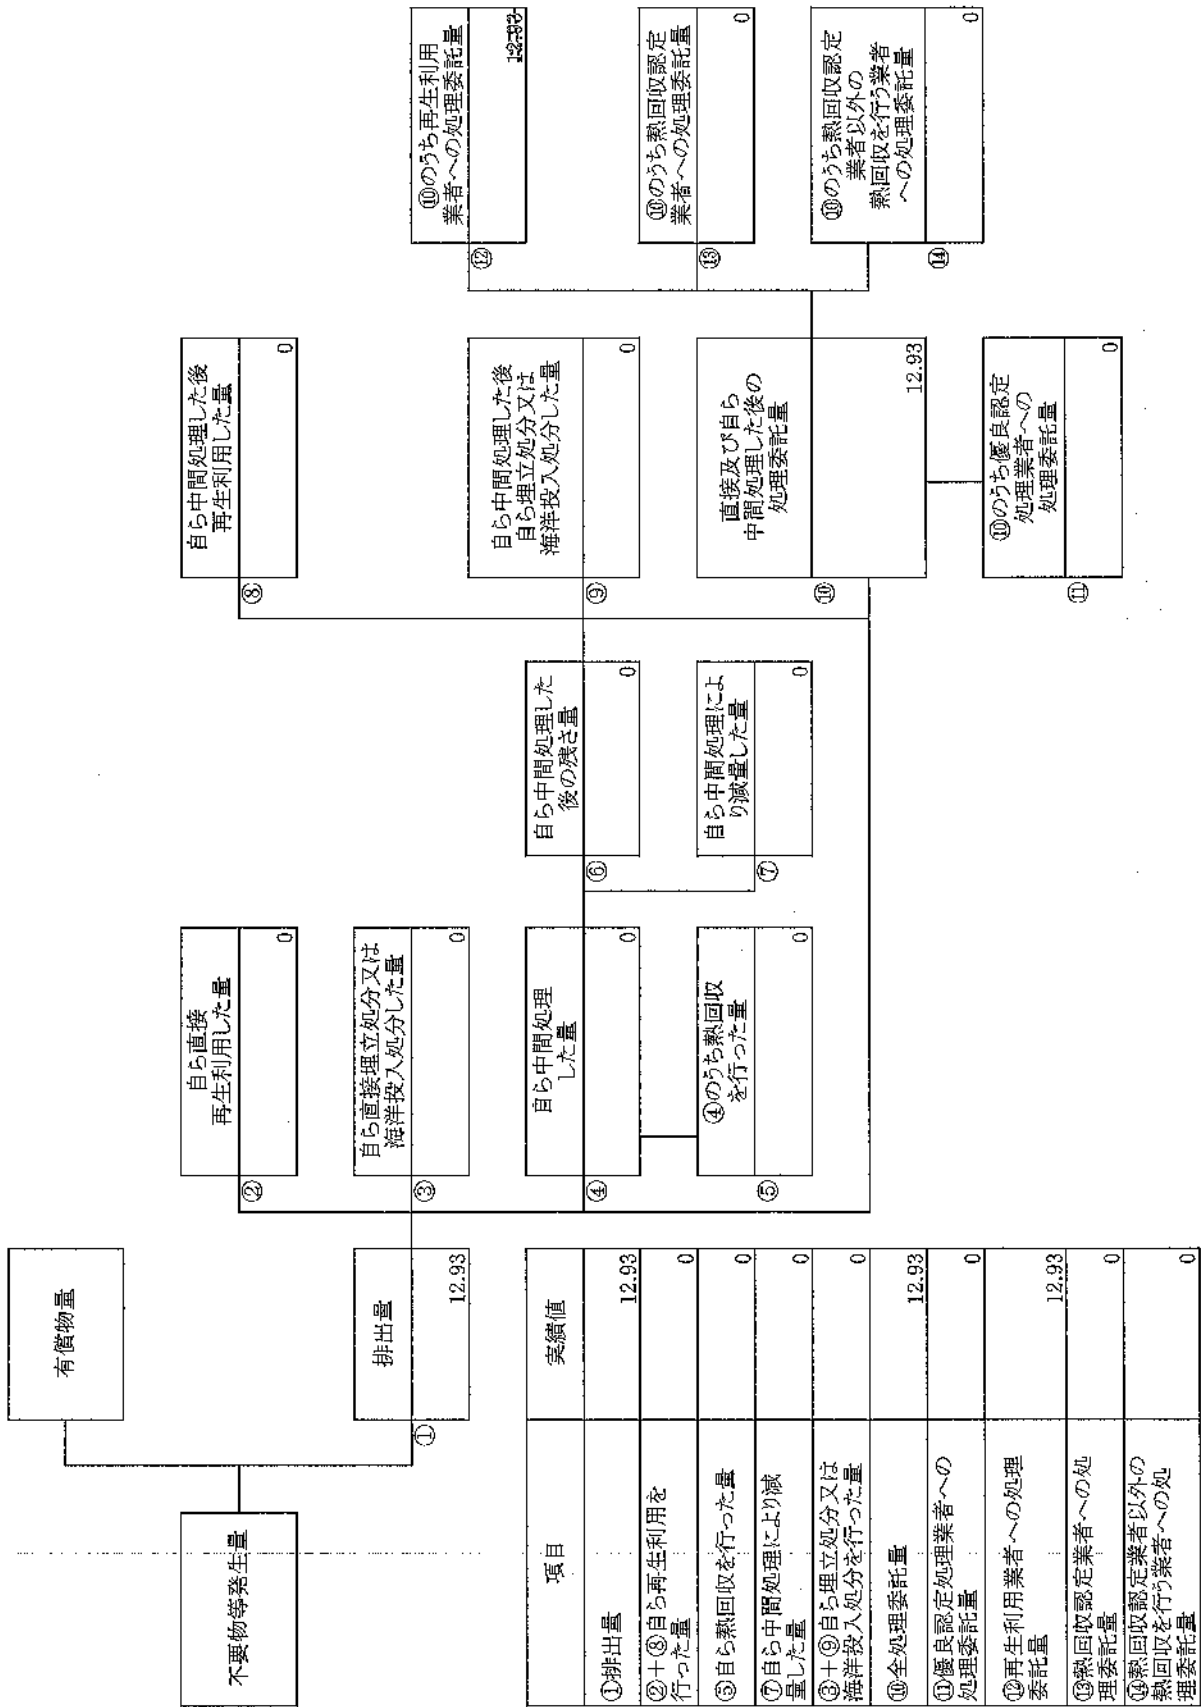 不要物等発生量
有償物量
①
排出量
12.93
②
自ら直接
再生利用した量
0
③
自ら直接埋立処分又は
海洋投入処分した量
0
④
自ら中間処理
した量
0
⑤
④のうち熱回収
を行った量
0
⑥
自ら中間処理した
後の残さ量
0
⑦
自ら中間処理によ
り減量した量
0
⑧
自ら中間処理した後
再生利用した量
0
⑨
自ら中間処理した後
自ら埋立処分又は
海洋投入処分した量
0
⑩
直接及び自ら
中間処理した後の
処理委託量
12.93
⑪
⑩のうち優良認定
処理業者への
処理委託量
0
⑫
⑩のうち再生利用
業者への処理委託量
12.93
⑬
⑩のうち熱回収認定
業者への処理委託量
0
⑭
⑩のうち熱回収認定
業者以外の
熱回収を行う業者
への処理委託量
0
項目 実績値
①排出量 12.93
②+⑧自ら再生利用を
行った量 0
⑤自ら熱回収を行った量 0
⑦自ら中間処理により減
量した量 0
③+⑨自ら埋立処分又は
海洋投入処分を行った量 0
⑩全処理委託量 12.93
⑪優良認定処理業者への
処理委託量 0
⑫再生利用業者への処理
委託量 12.93
⑬熱回収認定業者への処
理委託量 0
⑭熱回収認定業者以外の
熱回収を行う業者への処
理委託量 0